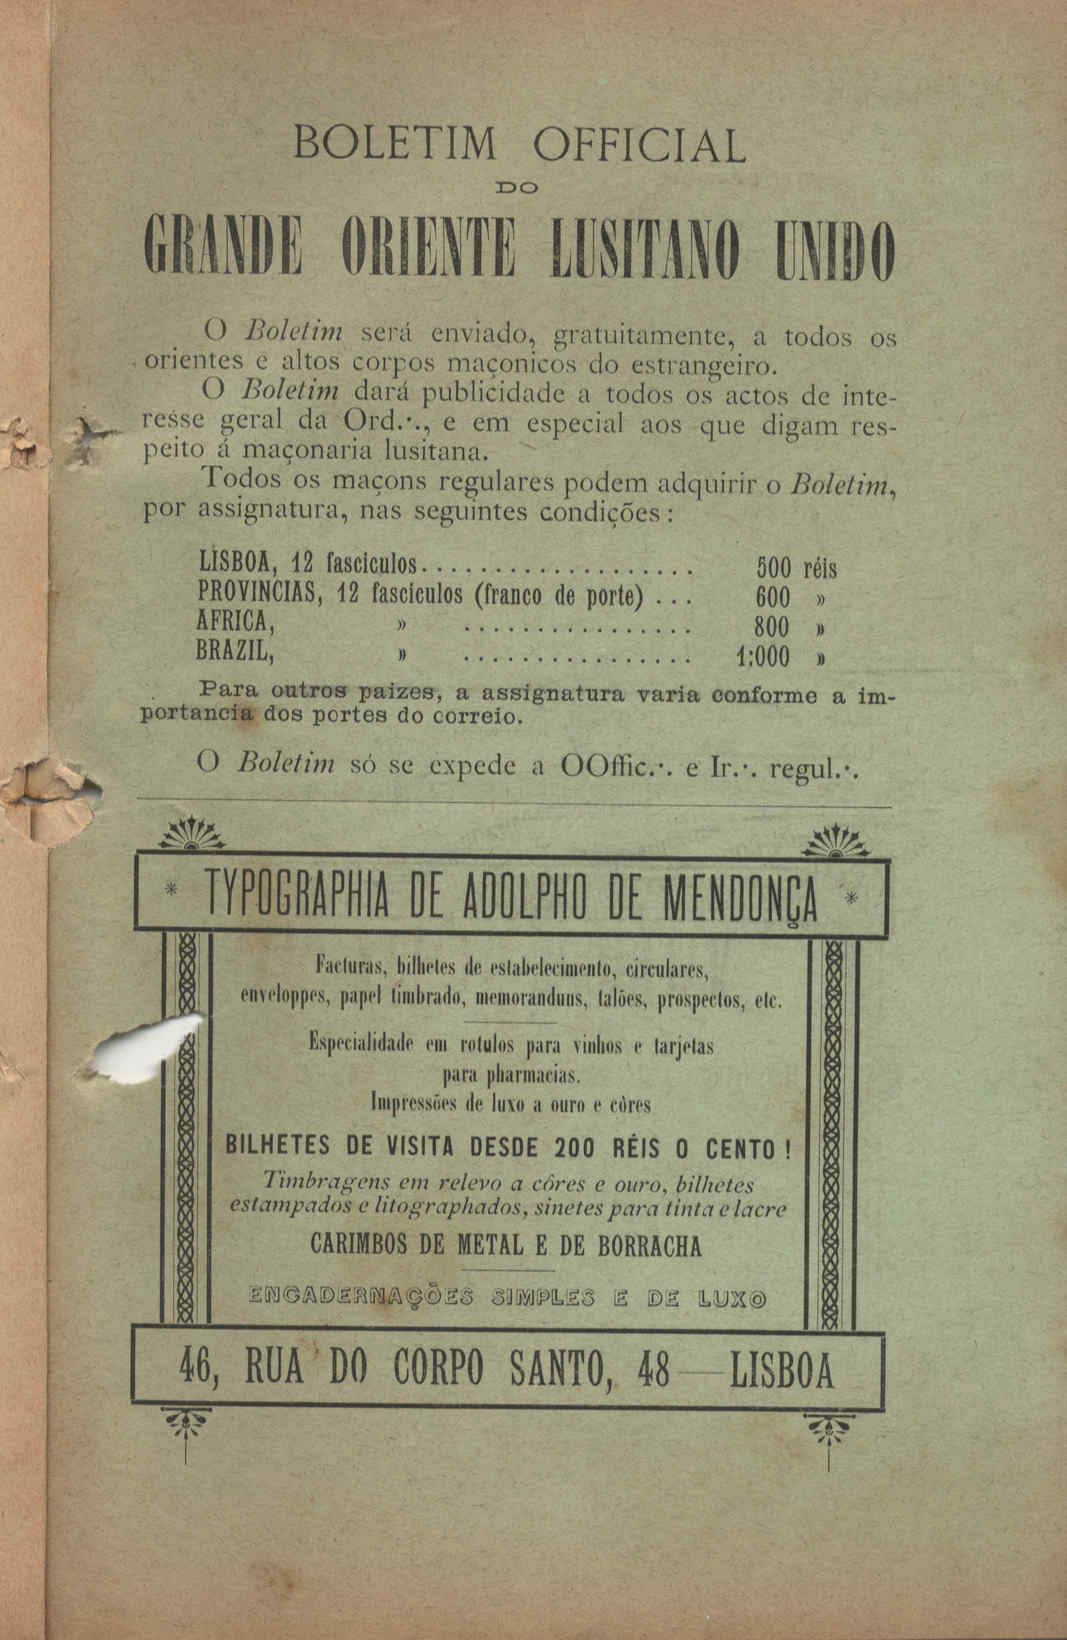 BOLETIM OFFICIAL
DO
GRANDE ORIENTE LUSITANO UNIDO
O Boletim será enviado, gratuitamente, a todos os
orientes e altos corpos maçonicos do estrangeiro.
O Boletim dará publicidade a todos os actos de inte-
resse geral da Ord.·., e em especial aos que digam res-
peito á maçonaria lusitana.
Todos os maçons regulares podem adquirir o Boletim,
por assignatura, nas seguintes condições:
LISBOA, 12 fasciculos................... 500 réis
PROVINCIAS, 12 fasciculos (franco de porte) ... 600 »
AFRICA, » ................ 800 »
BRAZIL, » ................ 1:000 »
Para outros paizes, a assignatura varia conforme a im-
portancia dos portes do correio.
O Boletim só se expede a OOffic.·. e Ir.·. regul.·.
* TYPOGRAPHIA DE ADOLPHO DE MENDONÇA *
Facturas, bilhetes de estabelecimento, circulares,
enveloppes, papel timbrado, memoranduns, talões, prospectos, etc.
Especialidade em rotulos para vinhos e tarjetas
para pharmacias.
Impressões de luxo a ouro e côres
BILHETES DE VISITA DESDE 200 RÉIS O CENTO!
Timbragens em relevo a côres e ouro, bilhetes
estampados e litographados, sinetes para tinta e lacre
CARIMBOS DE METAL E DE BORRACHA
ENCADERNAÇÕES SIMPLES E DE LUXO
46, RUA DO CORPO SANTO, 48 — LISBOA